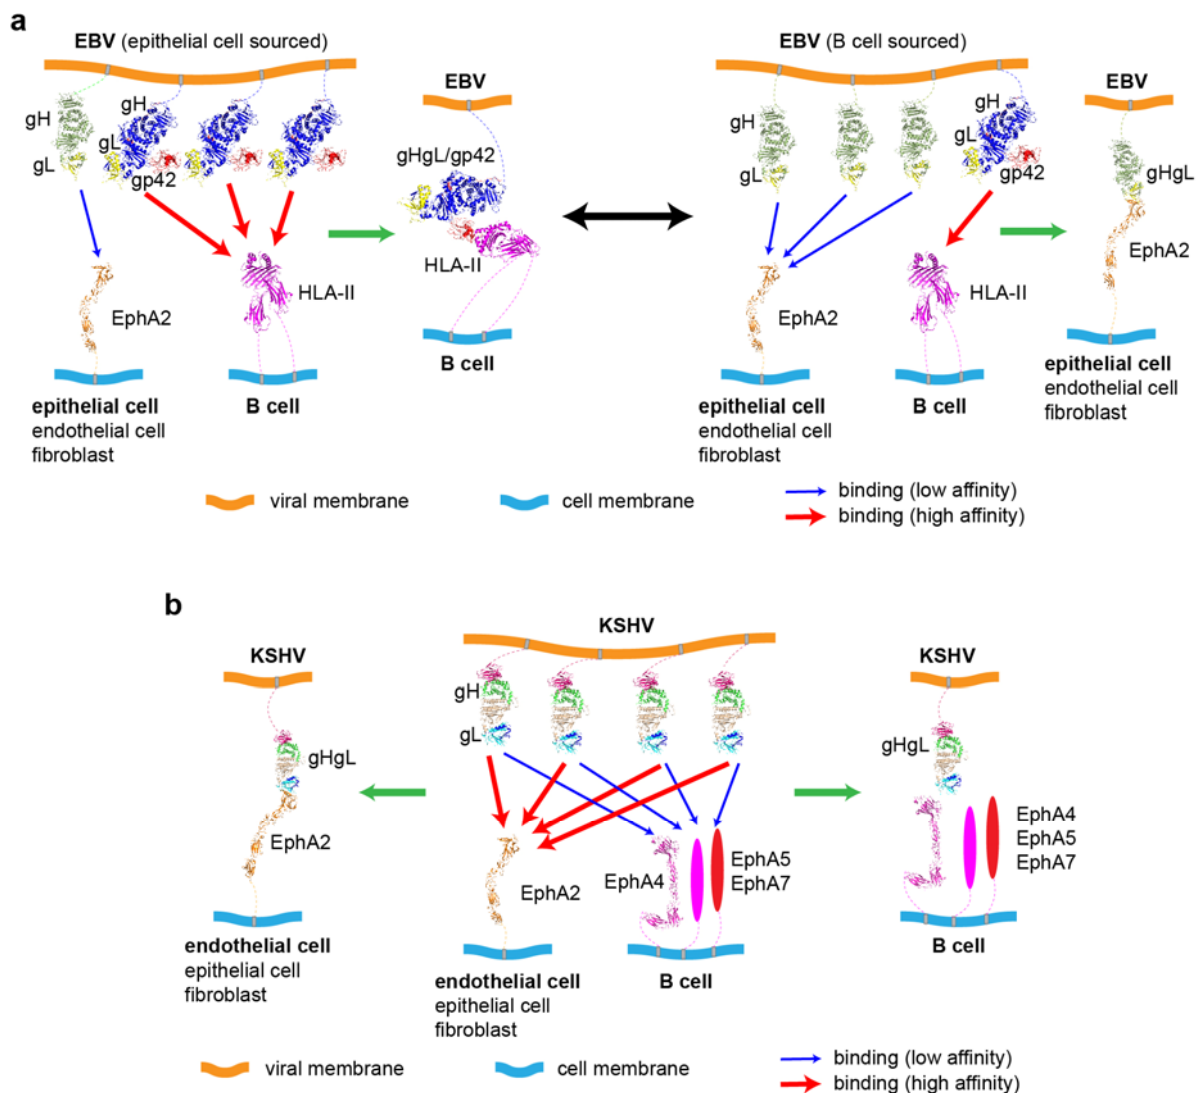 a
EBV (epithelial cell sourced)
gH
gL
gH
gL
gp42
EphA2
HLA-II
epithelial cell
endothelial cell
fibroblast
B cell
EBV
gHgL/gp42
HLA-II
B cell
EBV (B cell sourced)
gH
gL
gH
gL
gp42
EphA2
HLA-II
epithelial cell
endothelial cell
fibroblast
B cell
EBV
gHgL
EphA2
epithelial cell
endothelial cell
fibroblast
viral membrane
cell membrane
binding (low affinity)
binding (high affinity)
b
KSHV
gHgL
EphA2
endothelial cell
epithelial cell
fibroblast
KSHV
gH
gL
EphA2
EphA4
EphA5
EphA7
endothelial cell
epithelial cell
fibroblast
B cell
KSHV
gHgL
EphA4
EphA5
EphA7
B cell
viral membrane
cell membrane
binding (low affinity)
binding (high affinity)